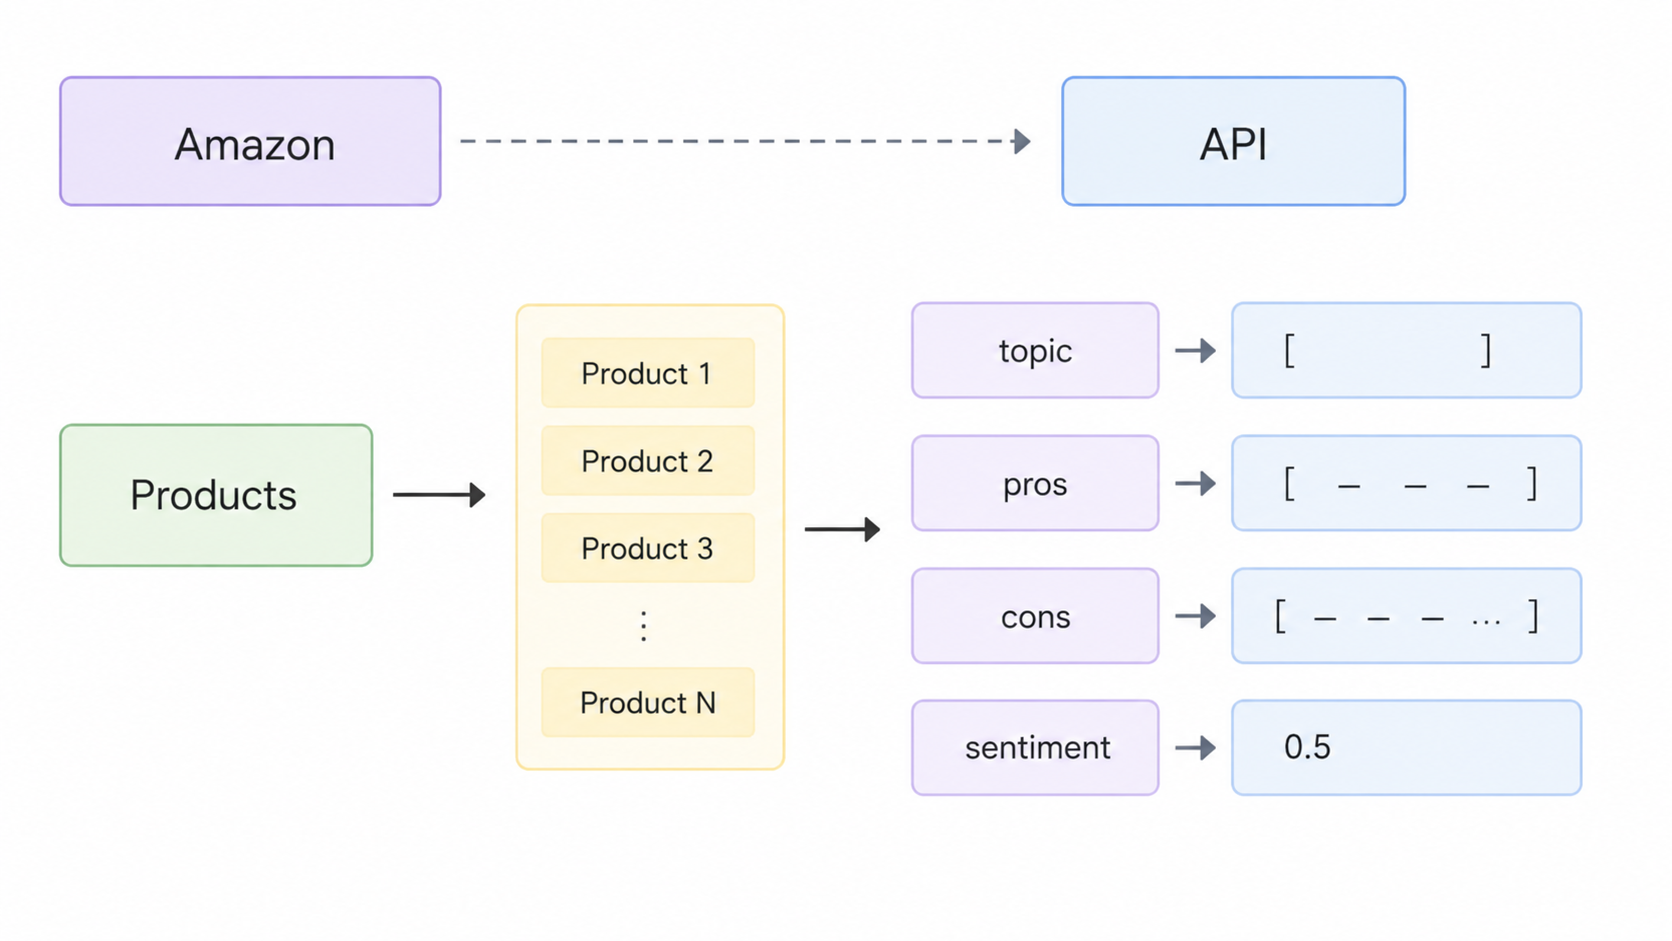 Amazon
API
Products
Product 1
Product 2
Product 3
⋮
Product N
topic
[ ]
pros
[ – – – ]
cons
[ – – – ... ]
sentiment
0.5